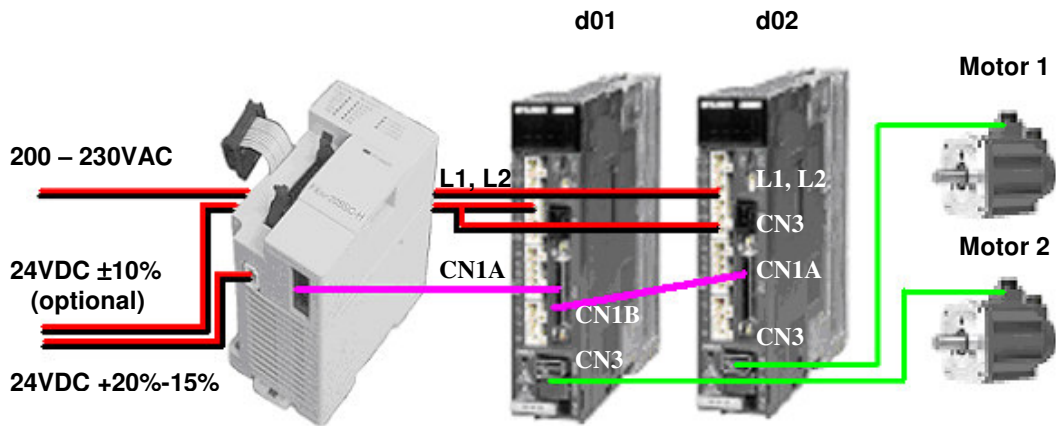 d01
d02
Motor 1
200 – 230VAC
L1, L2
L1, L2
CN3
24VDC ±10%
(optional)
CN1A
CN1A
Motor 2
CN1B
CN3
CN3
24VDC +20%-15%